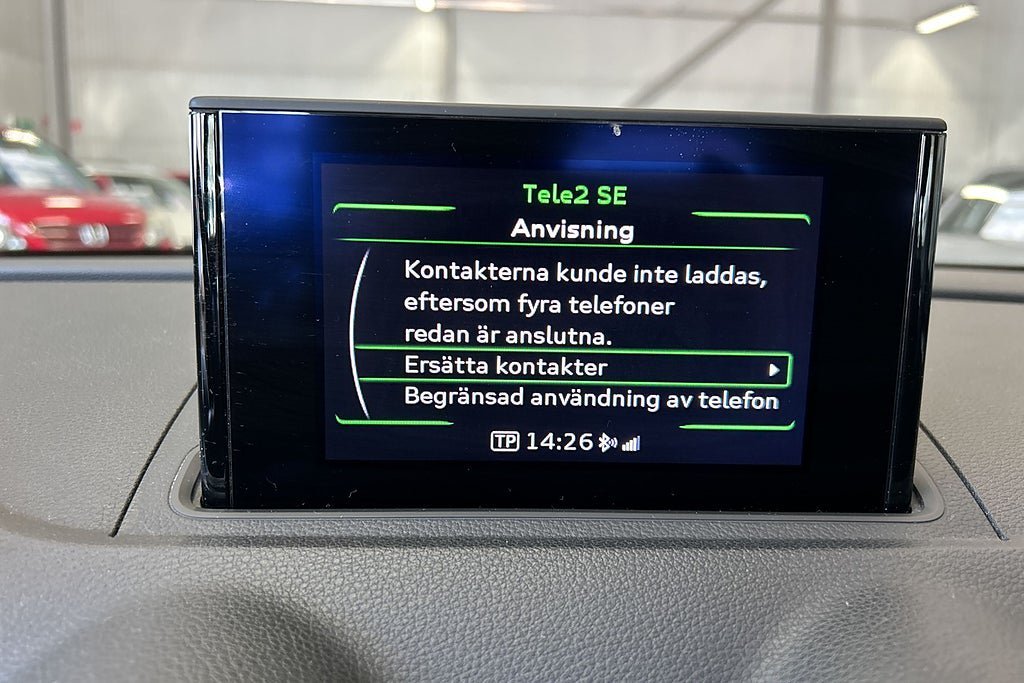 Tele2 SE
Anvisning
Kontakterna kunde inte laddas,
eftersom fyra telefoner
redan är anslutna.
Ersätta kontakter
Begränsad användning av telefon
TP 14:26